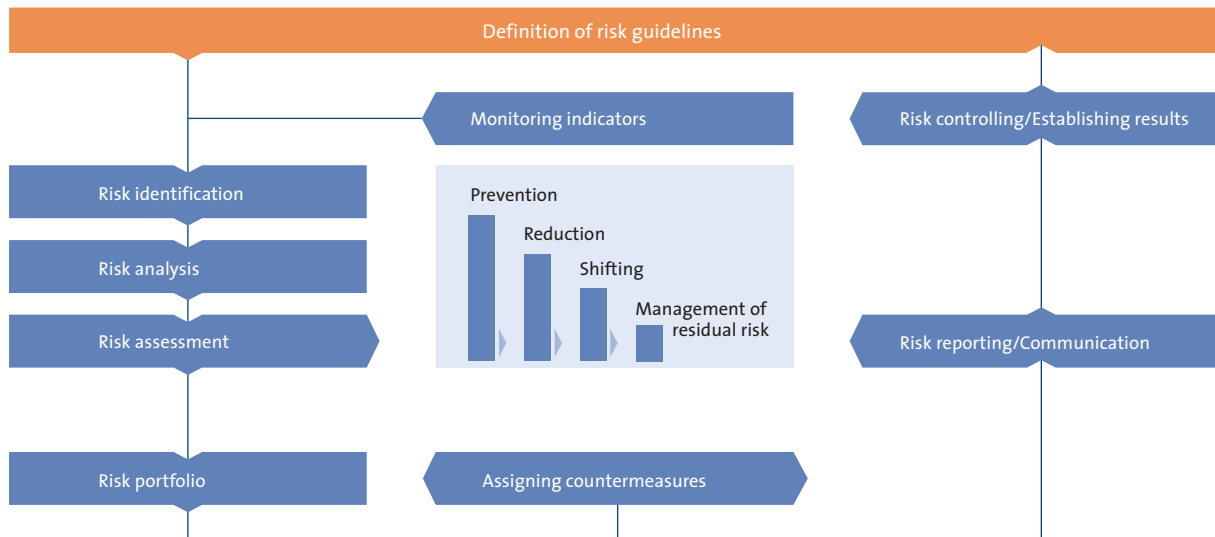 Definition of risk guidelines
Monitoring indicators
Risk controlling/Establishing results
Risk identification
Prevention
Reduction
Risk analysis
Shifting
Management of
residual risk
Risk assessment
Risk reporting/Communication
Risk portfolio
Assigning countermeasures